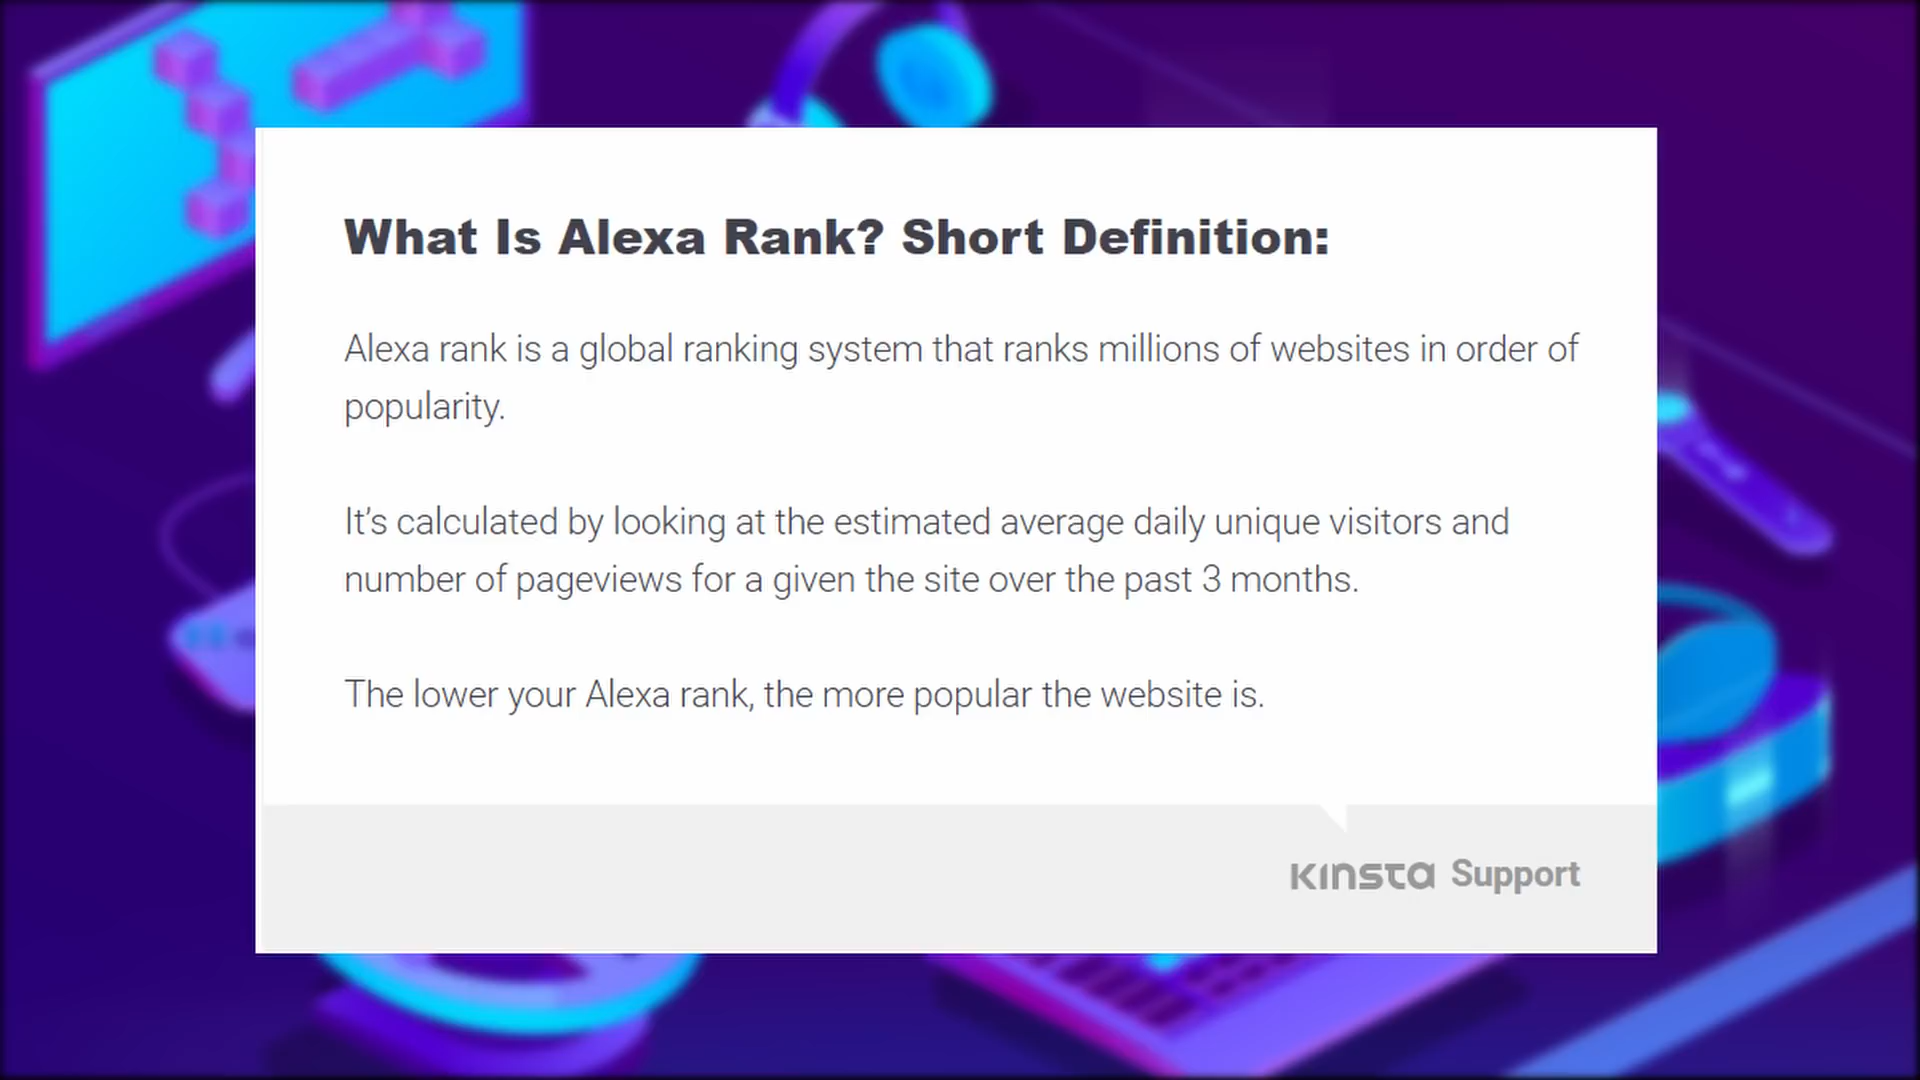 What Is Alexa Rank? Short Definition:
Alexa rank is a global ranking system that ranks millions of websites in order of
popularity.
It’s calculated by looking at the estimated average daily unique visitors and
number of pageviews for a given the site over the past 3 months.
The lower your Alexa rank, the more popular the website is.
KINSTA Support